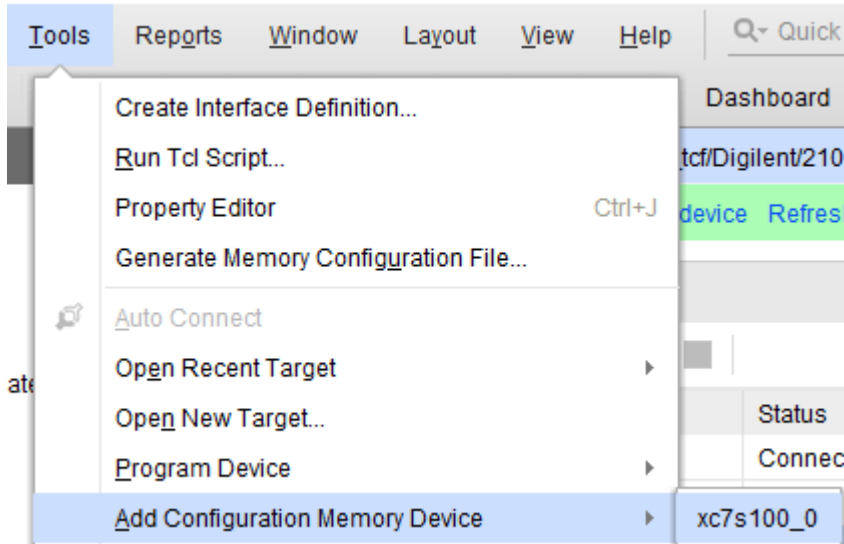 Tools Reports Window Layout View Help Quick
Dashboard
Create Interface Definition...
Run Tcl Script... tcf/Digilent/210
Property Editor Ctrl+J device Refres
Generate Memory Configuration File...
Auto Connect
Open Recent Target
Open New Target... Status
Program Device Connec
Add Configuration Memory Device xc7s100_0